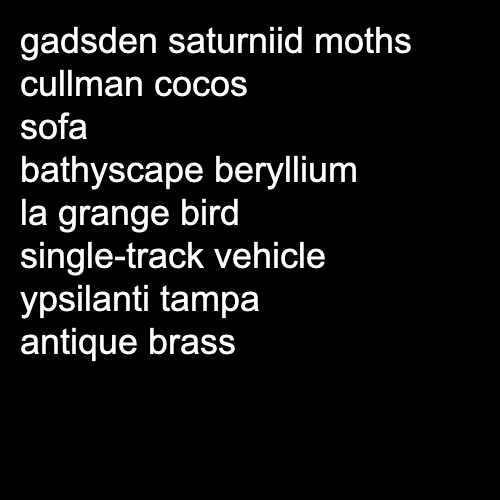 gadsden saturniid moths
cullman cocos
sofa
bathyscape beryllium
la grange bird
single-track vehicle
ypsilanti tampa
antique brass